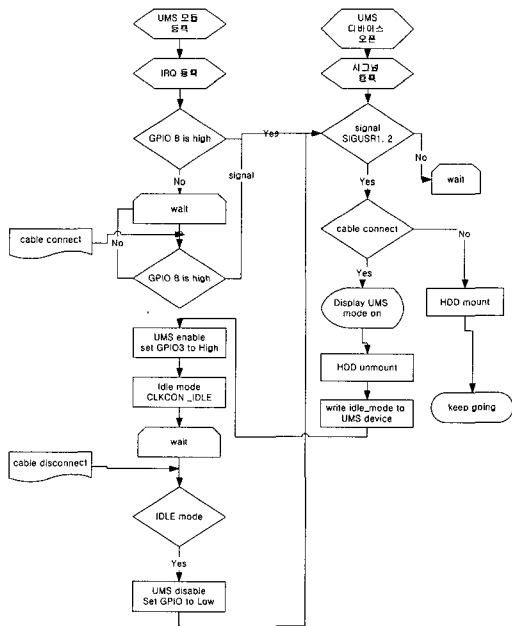 UMS 모듈
등록
IRQ 등록
GPIO 8 is high
Yes
signal
No
wait
cable connect
No
GPIO 8 is high
UMS enable
set GPIO3 to High
Idle mode
CLKCON _IDLE
wait
cable disconnect
IDLE mode
Yes
UMS disable
Set GPIO to Low
UMS
디바이스
오픈
시그널
등록
signal
SIGUSR1, 2
No
wait
Yes
cable connect
No
Yes
Display UMS
mode on
HDD mount
HDD unmount
write idle_mode to
UMS device
keep going